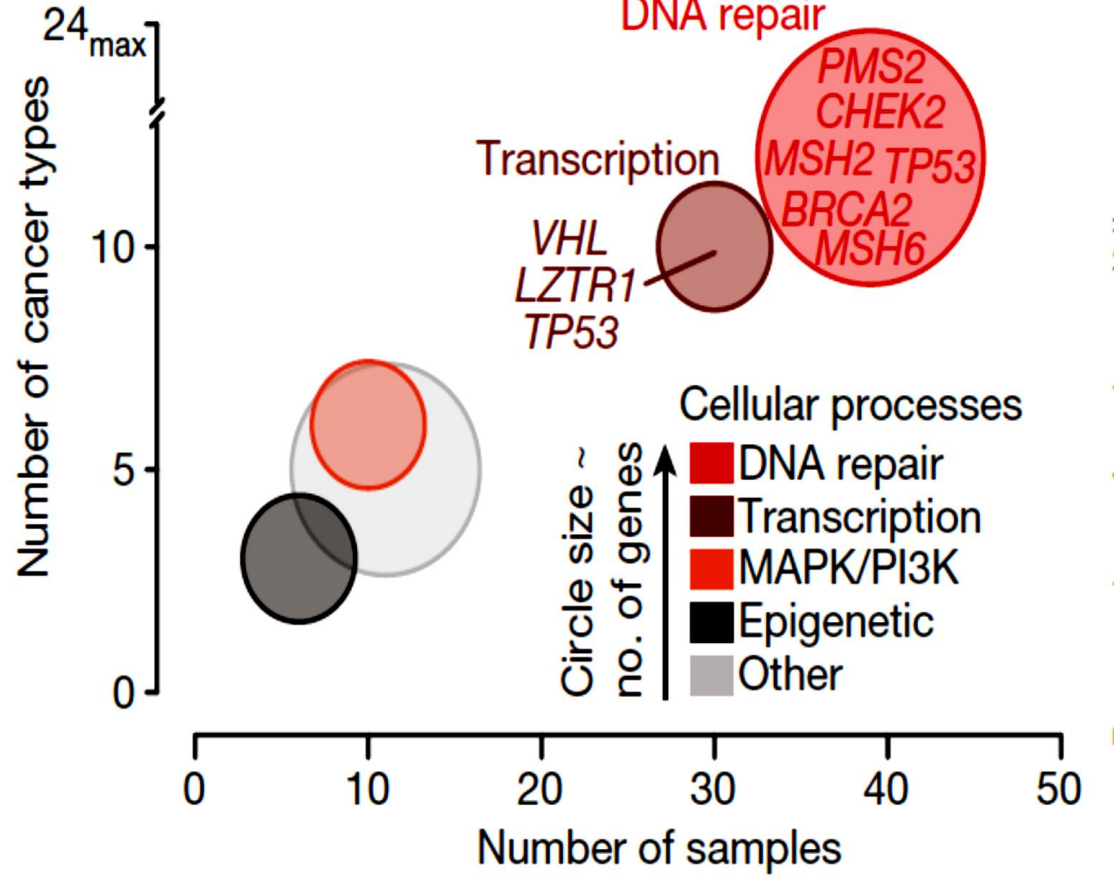 DNA repair
24max
PMS2
CHEK2
MSH2 TP53
BRCA2
MSH6
Transcription
VHL
LZTR1
TP53
10
5
0
Number of cancer types
Cellular processes
DNA repair
Transcription
MAPK/PI3K
Epigenetic
Other
Circle size ~
no. of genes
0 10 20 30 40 50
Number of samples